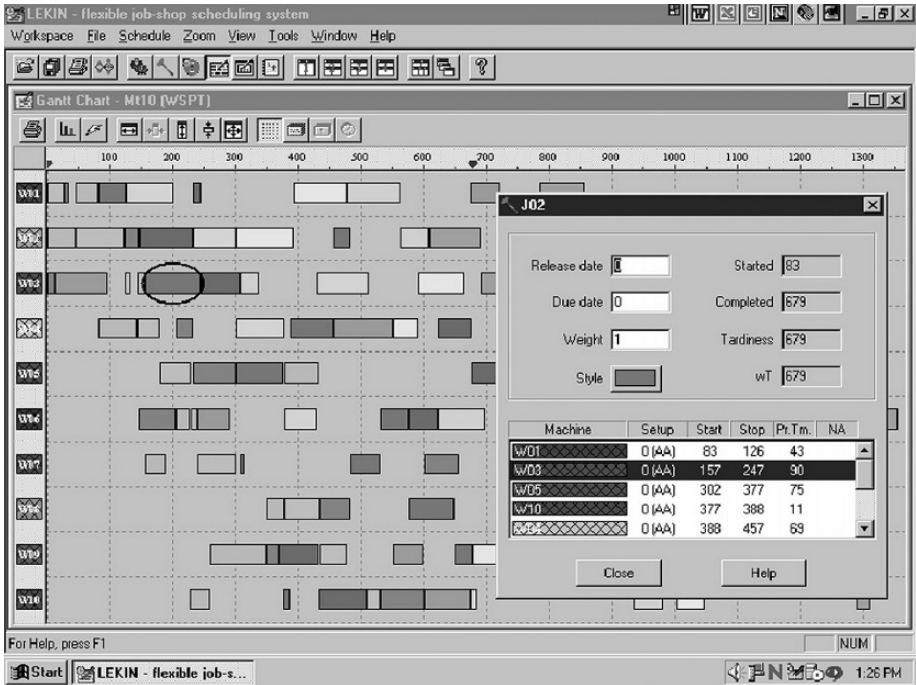 LEKIN - flexible job-shop scheduling system
Workspace File Schedule Zoom View Tools Window Help
Gantt Chart - Mt10 (WSPT)
100 200 300 400 500 600 700 800 900 1000 1100 1200 1300
W01
W03
W05
W06
W07
W09
W10
J02
Release date 0 Started 83
Due date 0 Completed 679
Weight 1 Tardiness 679
Style wT 679
Machine Setup Start Stop Pr.Tm. NA
W01 0 (AA) 83 126 43
W03 0 (AA) 157 247 90
W05 0 (AA) 302 377 75
W10 0 (AA) 377 388 11
0 (AA) 388 457 69
Close Help
For Help, press F1 NUM
Start LEKIN - flexible job-s... 1:26 PM